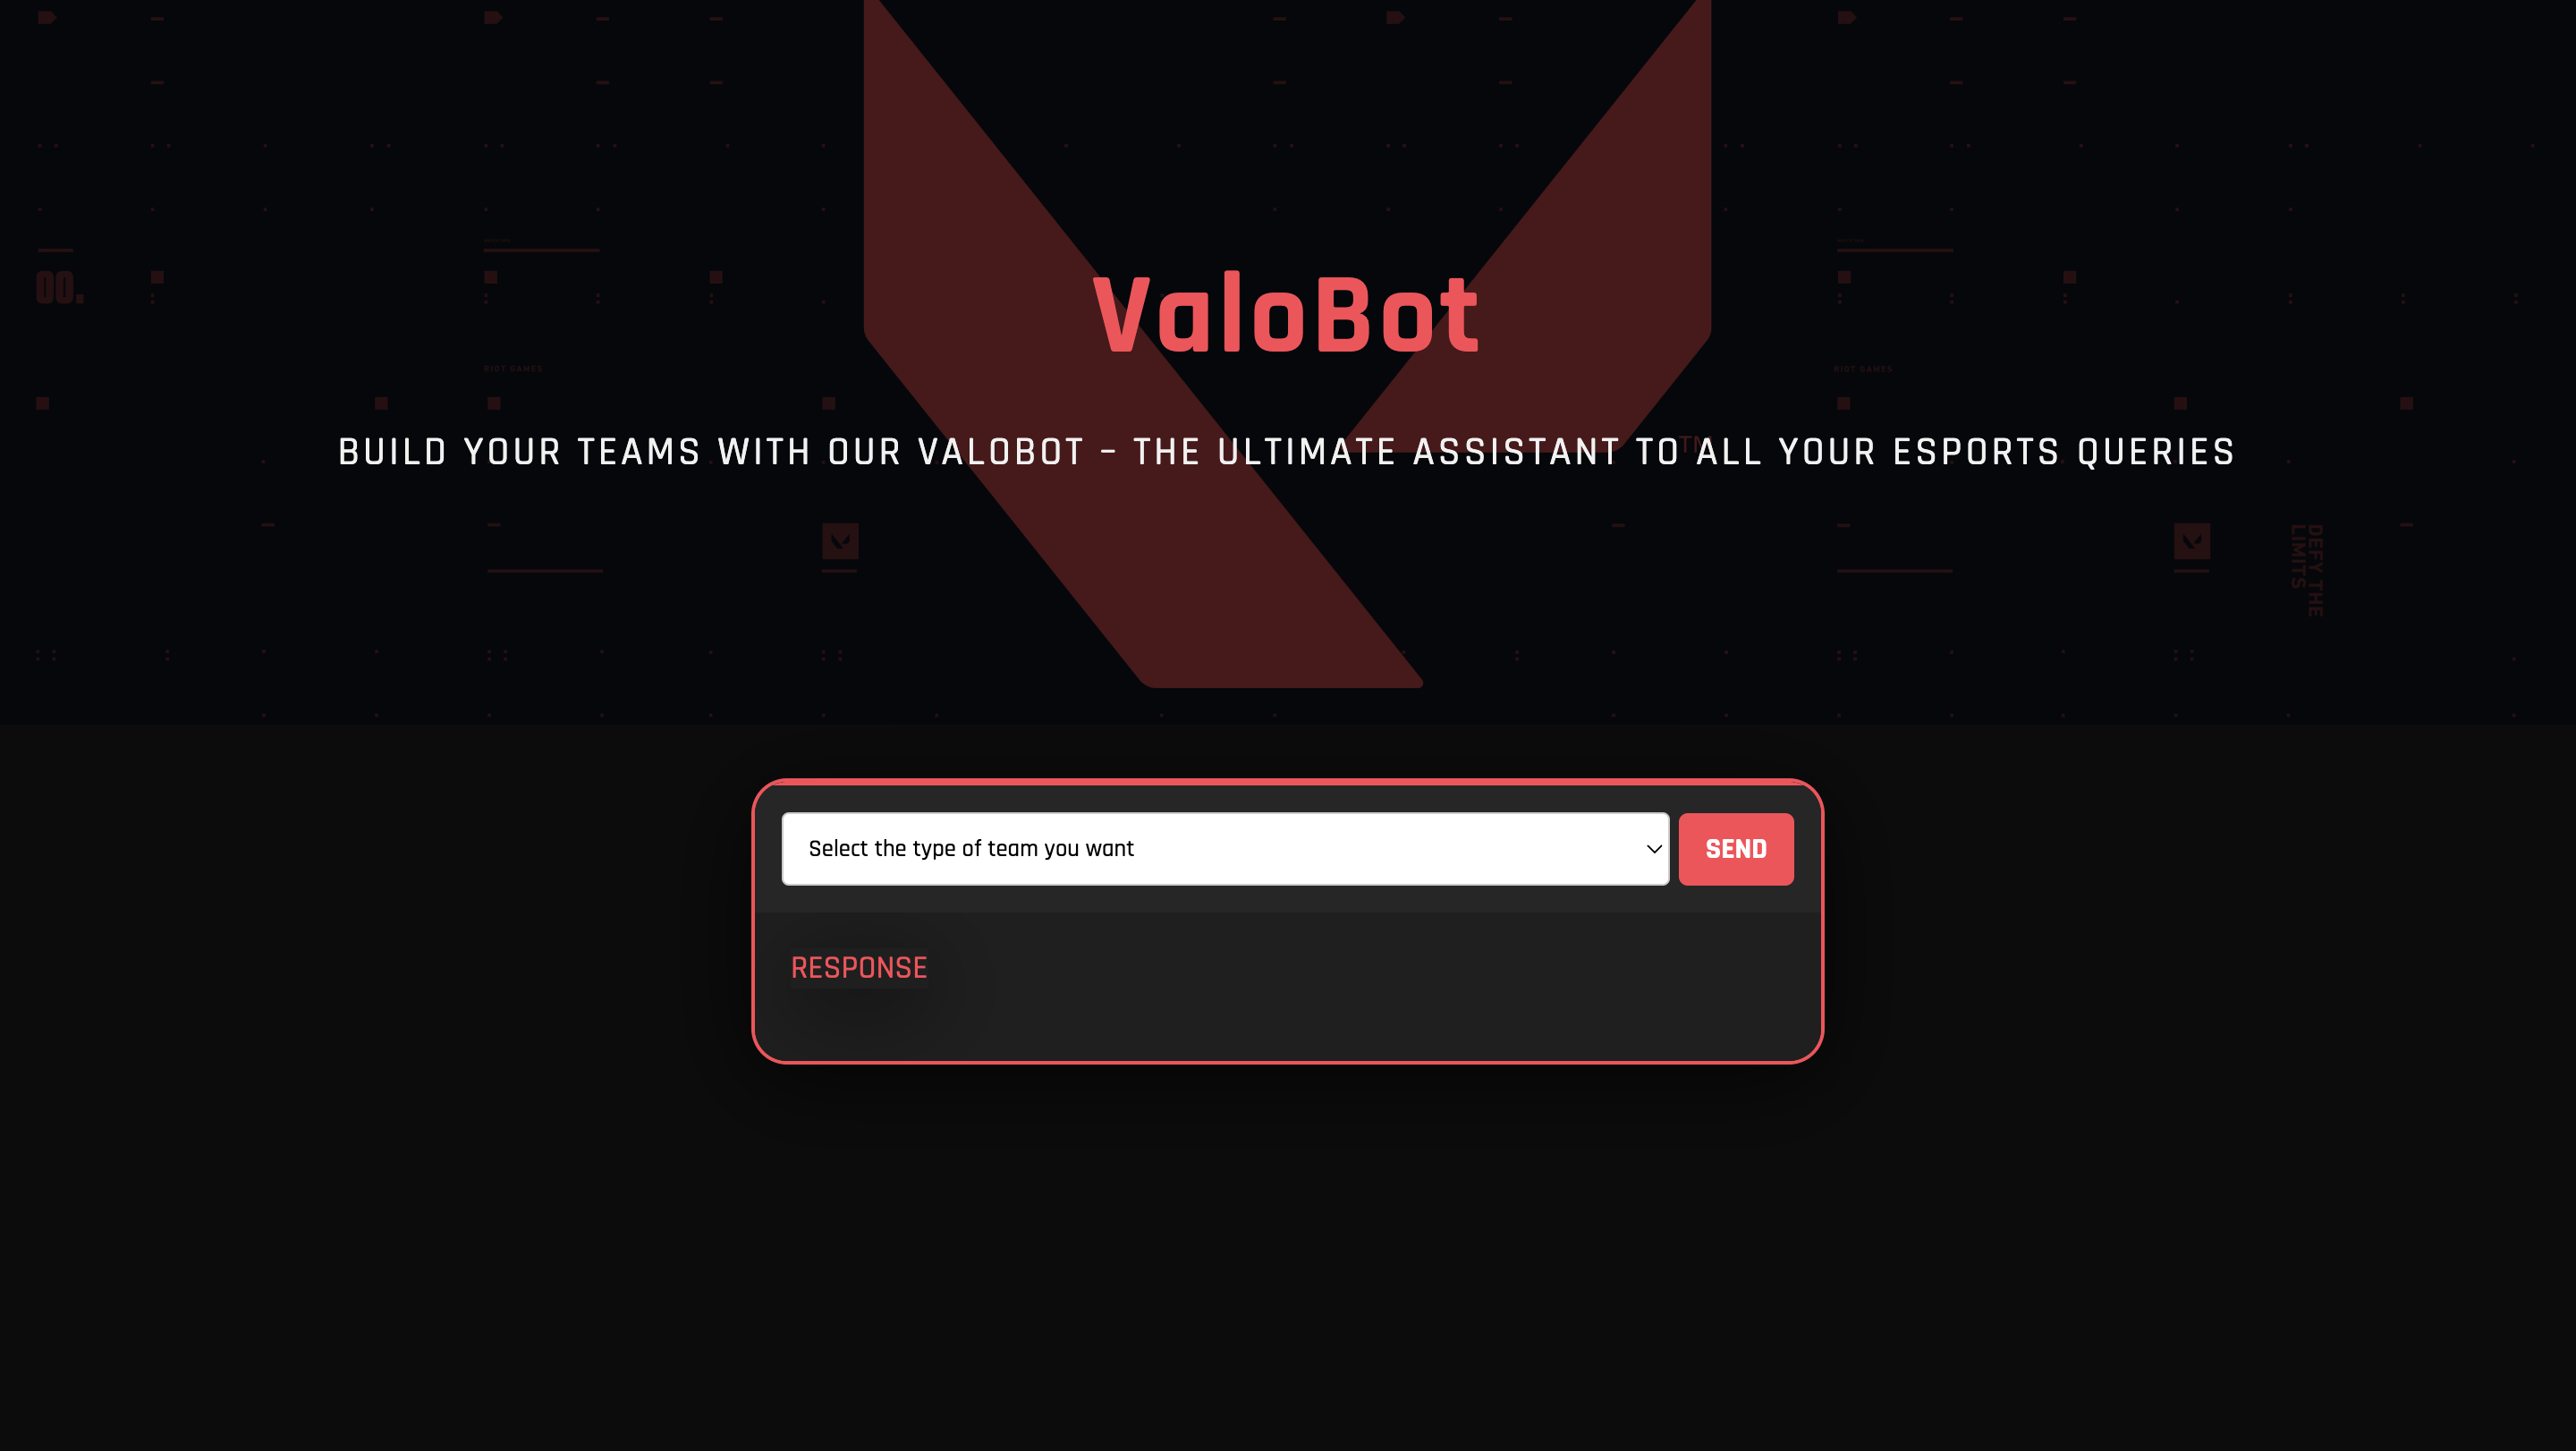 00.
ValoBot
RIOT GAMES
RIOT GAMES
BUILD YOUR TEAMS WITH OUR VALOBOT – THE ULTIMATE ASSISTANT TO ALL YOUR ESPORTS QUERIES
TM
DEFY THE
LIMITS
Select the type of team you want
SEND
RESPONSE